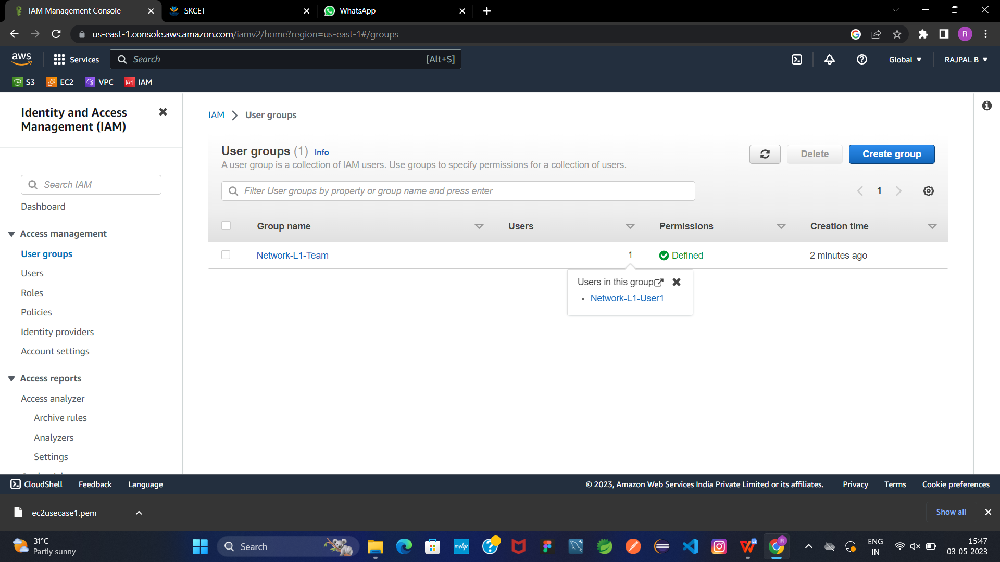 IAM Management Console
SKCET
WhatsApp
us-east-1.console.aws.amazon.com/iamv2/home?region=us-east-1#/groups
R
aws
Services
Search
[Alt+S]
Global
RAJPAL B
S3
EC2
VPC
IAM
Identity and Access
Management (IAM)
Search IAM
Dashboard
Access management
User groups
Users
Roles
Policies
Identity providers
Account settings
Access reports
Access analyzer
Archive rules
Analyzers
Settings
IAM > User groups
User groups (1) Info
A user group is a collection of IAM users. Use groups to specify permissions for a collection of users.
Delete
Create group
Filter User groups by property or group name and press enter
1
Group name
Users
Permissions
Creation time
Network-L1-Team
1
Defined
2 minutes ago
Users in this group
Network-L1-User1
CloudShell
Feedback
Language
© 2023, Amazon Web Services India Private Limited or its affiliates.
Privacy
Terms
Cookie preferences
ec2usecase1.pem
Show all
31°C
Partly sunny
Search
myhp
R
ENG
IN
15:47
03-05-2023